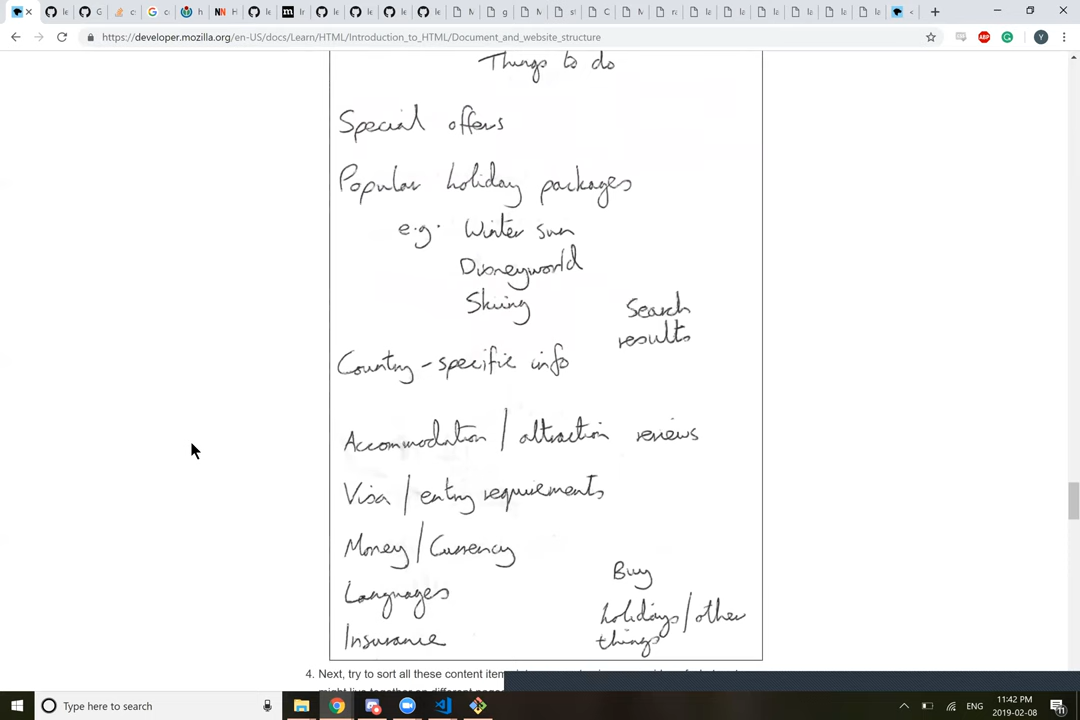 https://developer.mozilla.org/en-US/docs/Learn/HTML/Introduction_to_HTML/Document_and_website_structure
Things to do
Special offers
Popular holiday packages
e.g. Winter sun
Disneyworld
Skiing
Search
results
Country-specific info
Accommodation / attraction reviews
Visa / entry requirements
Money / Currency
Languages
Insurance
Buy
holidays / other
things
4. Next, try to sort all these content
Type here to search
ENG
11:42 PM
2019-02-08